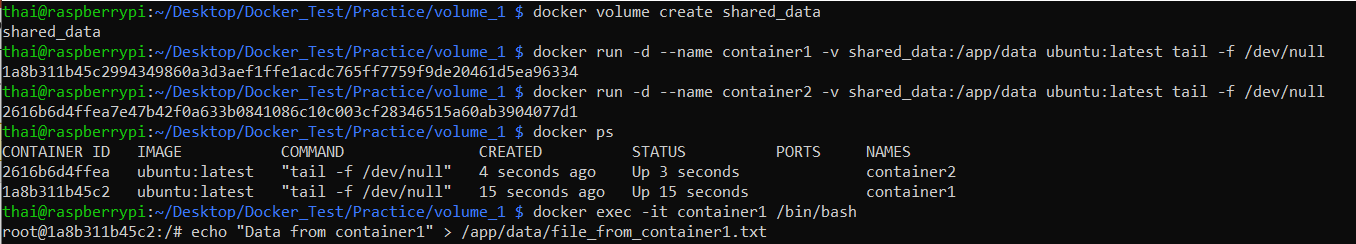 thai@raspberrypi:~/Desktop/Docker_Test/Practice/volume_1 $ docker volume create shared_data
shared_data
thai@raspberrypi:~/Desktop/Docker_Test/Practice/volume_1 $ docker run -d --name container1 -v shared_data:/app/data ubuntu:latest tail -f /dev/null
1a8b311b45c2994349860a3d3aef1ffe1acdc765ff7759f9de20461d5ea96334
thai@raspberrypi:~/Desktop/Docker_Test/Practice/volume_1 $ docker run -d --name container2 -v shared_data:/app/data ubuntu:latest tail -f /dev/null
2616b6d4ffea7e47b42f0a633b0841086c10c003cf28346515a60ab3904077d1
thai@raspberrypi:~/Desktop/Docker_Test/Practice/volume_1 $ docker ps
CONTAINER ID   IMAGE           COMMAND               CREATED          STATUS          PORTS     NAMES
2616b6d4ffea   ubuntu:latest   "tail -f /dev/null"   4 seconds ago    Up 3 seconds              container2
1a8b311b45c2   ubuntu:latest   "tail -f /dev/null"   15 seconds ago   Up 15 seconds             container1
thai@raspberrypi:~/Desktop/Docker_Test/Practice/volume_1 $ docker exec -it container1 /bin/bash
root@1a8b311b45c2:/# echo "Data from container1" > /app/data/file_from_container1.txt